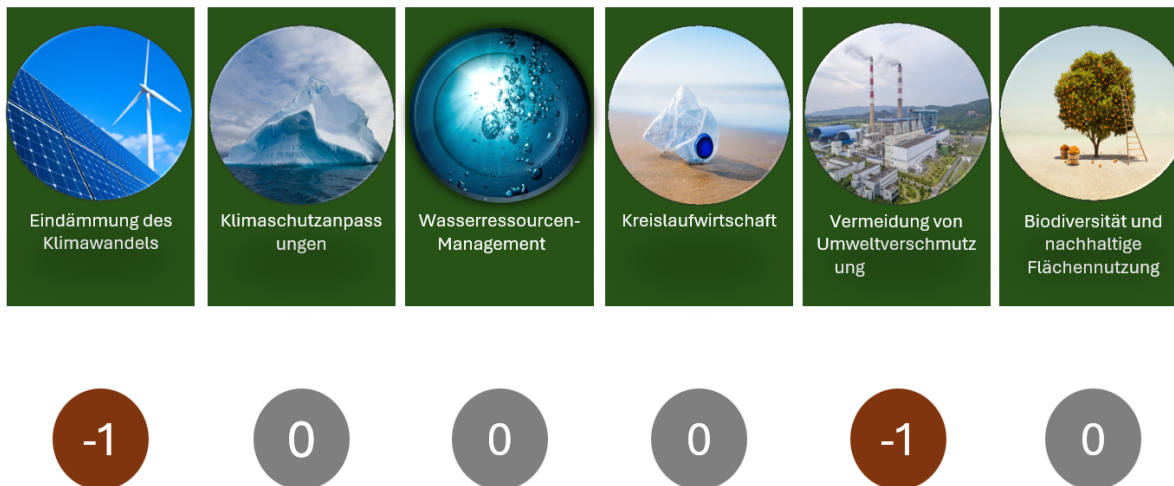 Eindämmung des
Klimawandels
Klimaschutzanpass
ungen
Wasserressourcen-
Management
Kreislaufwirtschaft
Vermeidung von
Umweltverschmutz
ung
Biodiversität und
nachhaltige
Flächennutzung
-1
0
0
0
-1
0